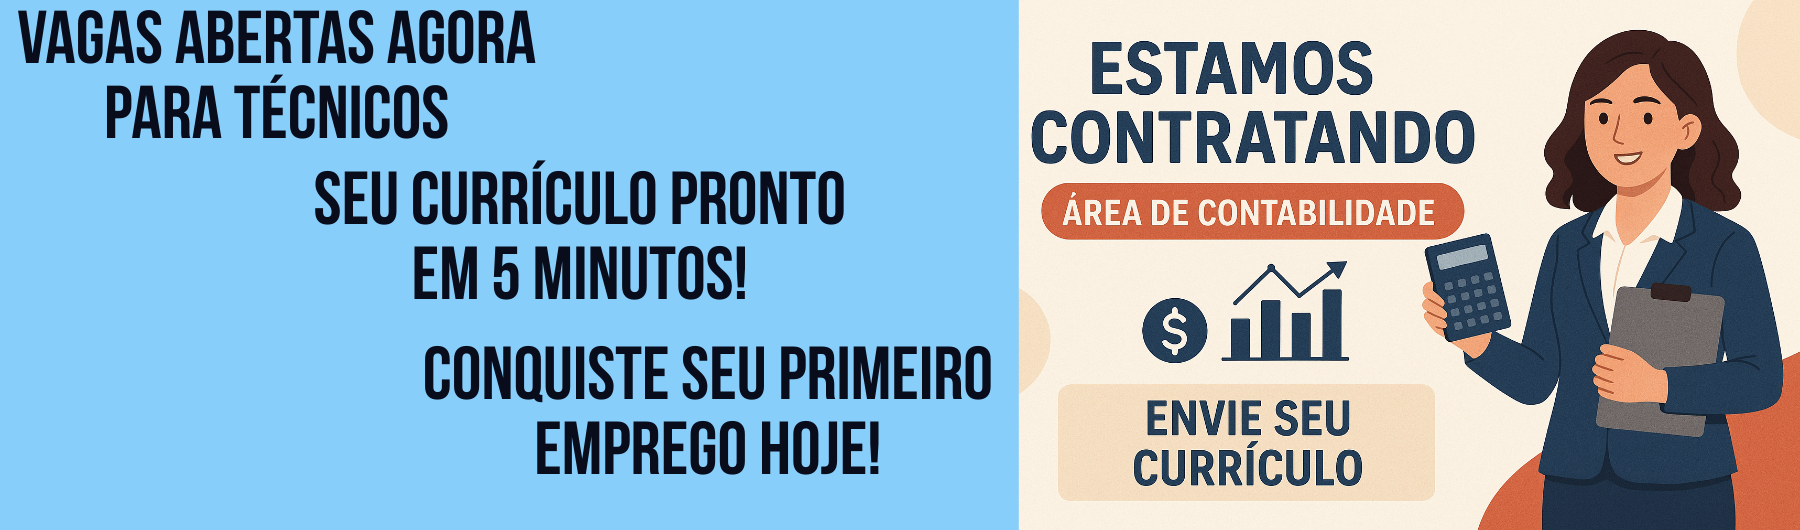 VAGAS ABERTAS AGORA
PARA TÉCNICOS
SEU CURRÍCULO PRONTO
EM 5 MINUTOS!
CONQUISTE SEU PRIMEIRO
EMPREGO HOJE!
ESTAMOS
CONTRATANDO
ÁREA DE CONTABILIDADE
$
ENVIE SEU
CURRÍCULO